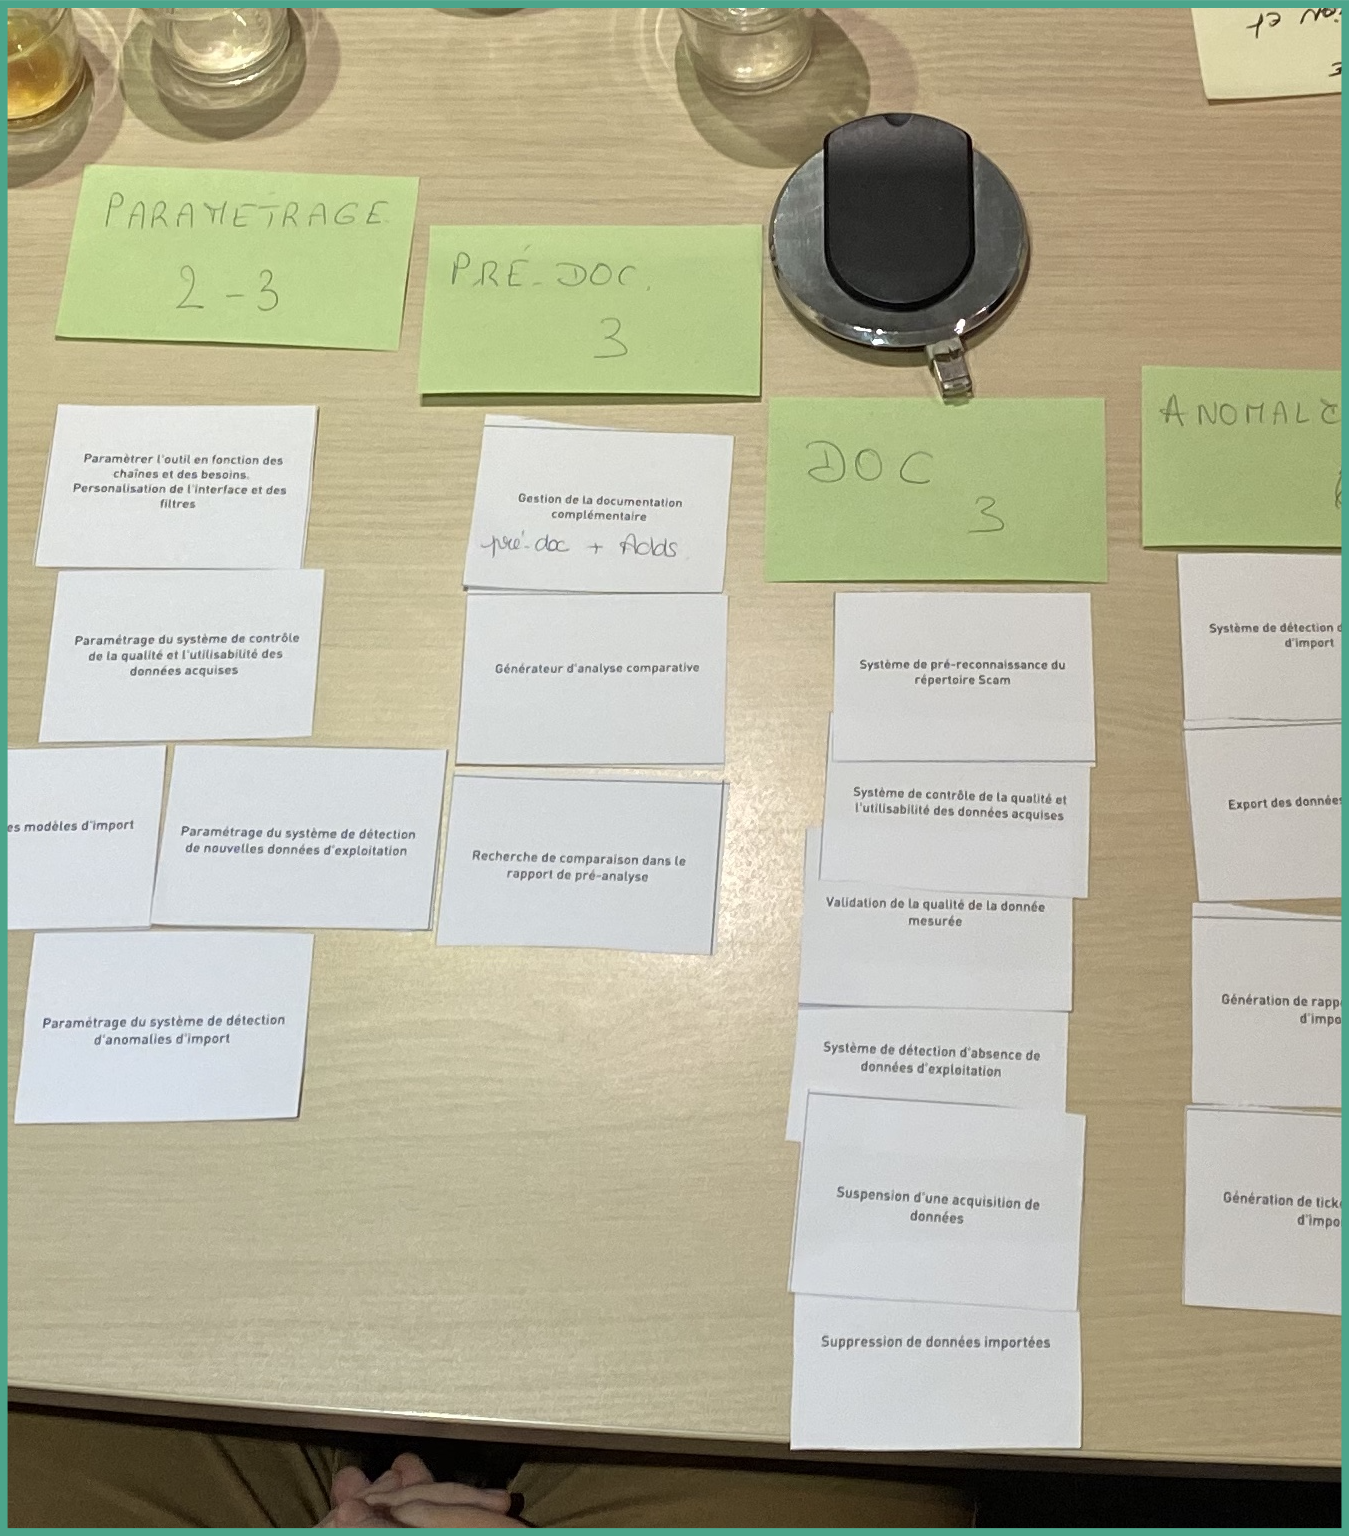 PARAMÉTRAGE
2-3
Paramètrer l'outil en fonction des
chaînes et des besoins.
Personalisation de l'interface et des
filtres
Paramétrage du système de contrôle
de la qualité et l'utilisabilité des
données acquises
es modèles d'import
Paramétrage du système de détection
de nouvelles données d'exploitation
Paramétrage du système de détection
d'anomalies d'import
PRÉ-DOC.
3
Gestion de la documentation
complémentaire
pré-doc + Adds
Générateur d'analyse comparative
Recherche de comparaison dans le
rapport de pré-analyse
DOC
3
Système de pré-reconnaissance du
répertoire Scam
Système de contrôle de la qualité et
l'utilisabilité des données acquises
Validation de la qualité de la donnée
mesurée
Système de détection d'absence de
données d'exploitation
Suspension d'une acquisition de
données
Suppression de données importées
ANOMAL
Système de détection
d'import
Export des données
Génération de rapp
d'impo
Génération de tick
d'impo